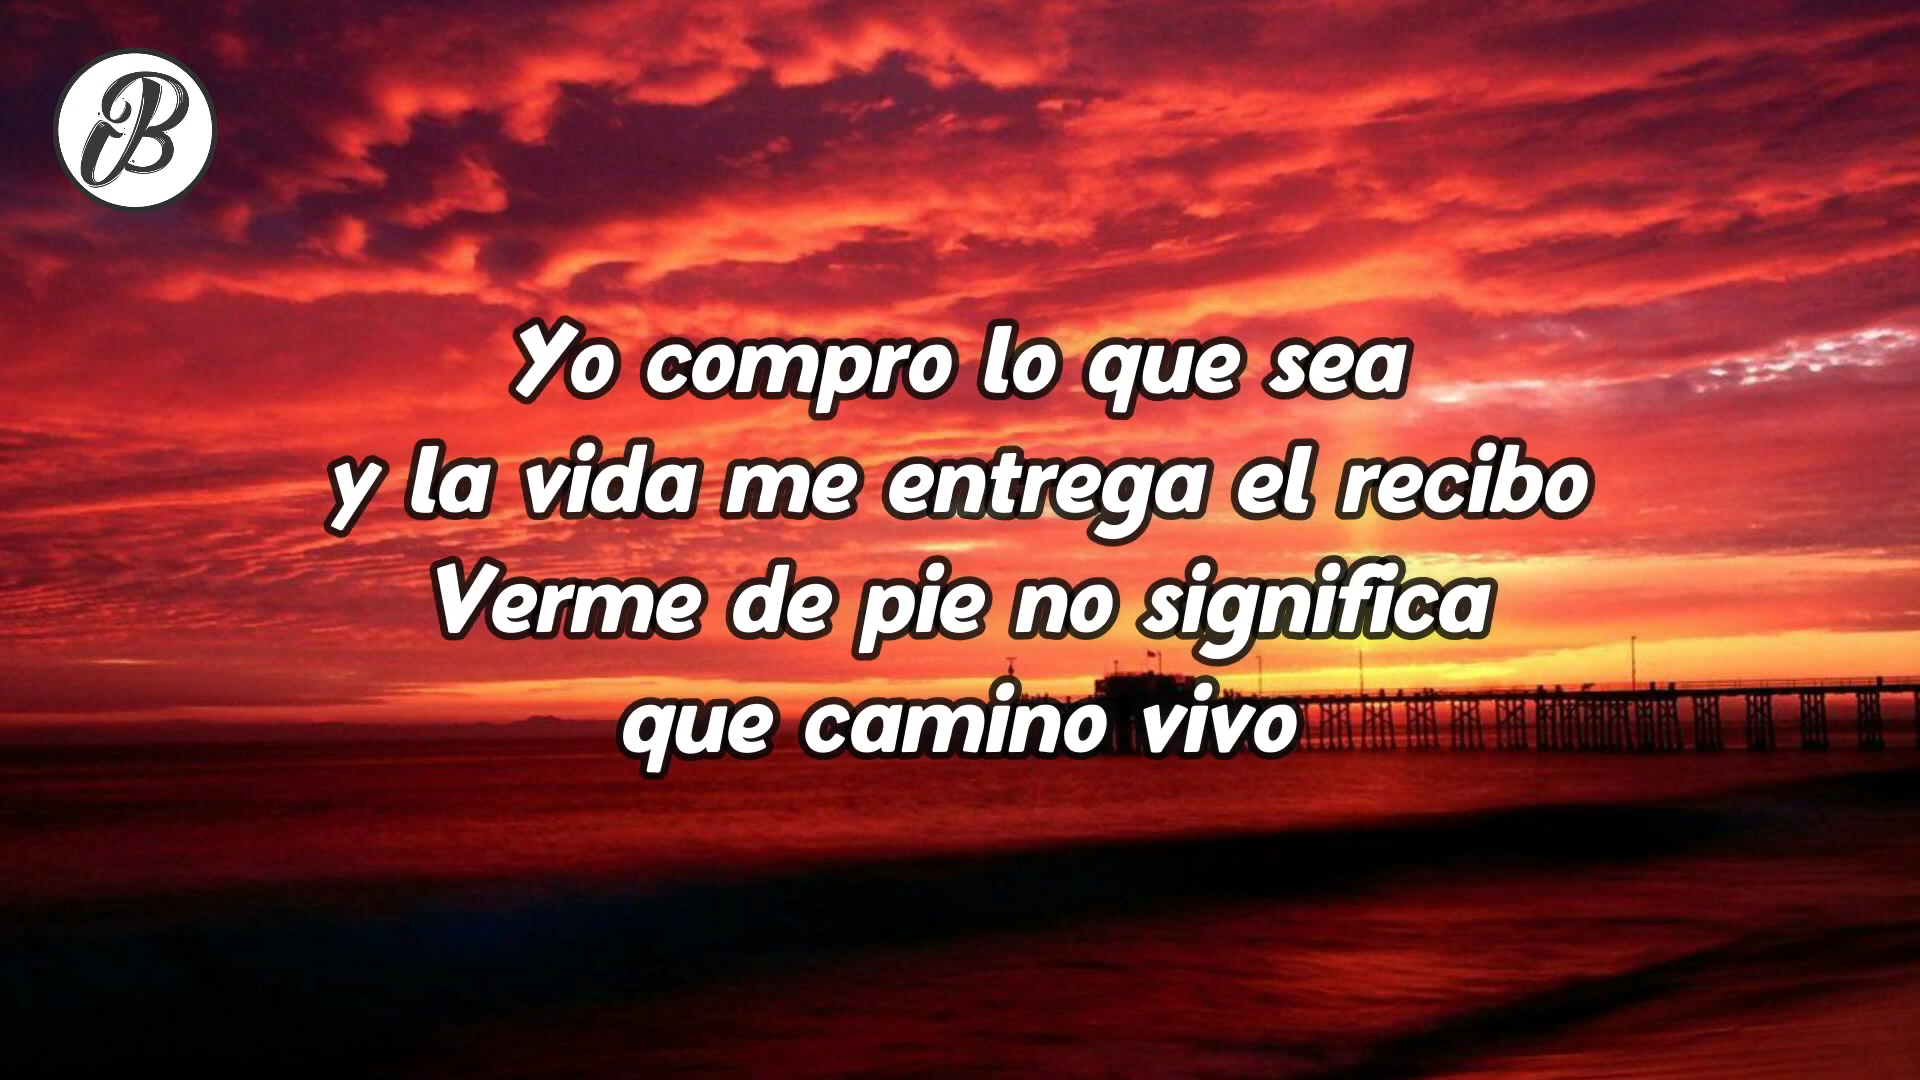 B
Yo compro lo que sea
y la vida me entrega el recibo
Verme de pie no significa
que camino vivo